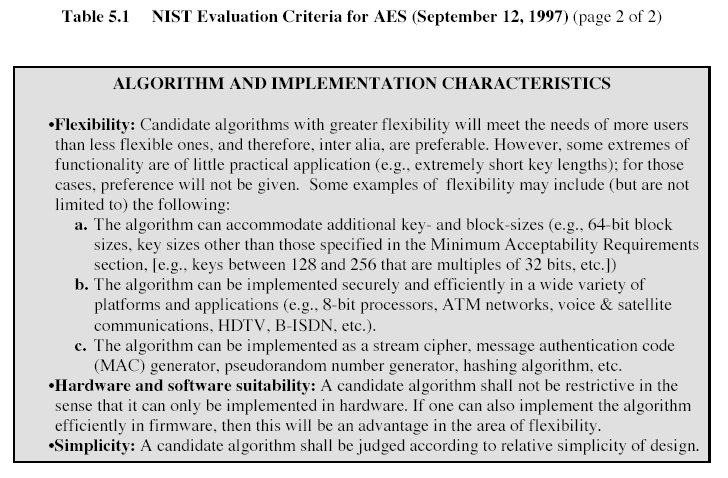 Table 5.1 NIST Evaluation Criteria for AES (September 12, 1997) (page 2 of 2)
ALGORITHM AND IMPLEMENTATION CHARACTERISTICS
•Flexibility: Candidate algorithms with greater flexibility will meet the needs of more users
than less flexible ones, and therefore, inter alia, are preferable. However, some extremes of
functionality are of little practical application (e.g., extremely short key lengths); for those
cases, preference will not be given. Some examples of flexibility may include (but are not
limited to) the following:
a. The algorithm can accommodate additional key- and block-sizes (e.g., 64-bit block
sizes, key sizes other than those specified in the Minimum Acceptability Requirements
section, [e.g., keys between 128 and 256 that are multiples of 32 bits, etc.])
b. The algorithm can be implemented securely and efficiently in a wide variety of
platforms and applications (e.g., 8-bit processors, ATM networks, voice & satellite
communications, HDTV, B-ISDN, etc.).
c. The algorithm can be implemented as a stream cipher, message authentication code
(MAC) generator, pseudorandom number generator, hashing algorithm, etc.
•Hardware and software suitability: A candidate algorithm shall not be restrictive in the
sense that it can only be implemented in hardware. If one can also implement the algorithm
efficiently in firmware, then this will be an advantage in the area of flexibility.
•Simplicity: A candidate algorithm shall be judged according to relative simplicity of design.